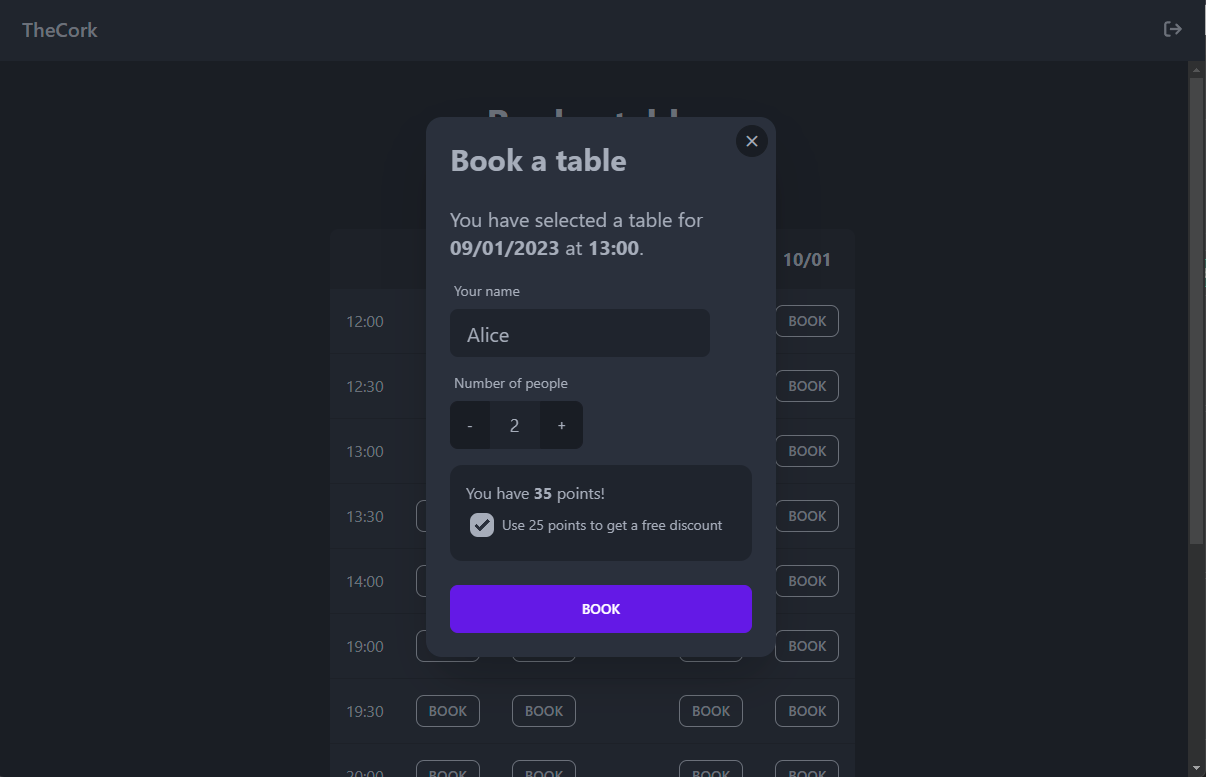 TheCork
Book a table
You have selected a table for
09/01/2023 at 13:00.
Your name
Alice
Number of people
- 2 +
You have 35 points!
Use 25 points to get a free discount
BOOK
10/01
12:00 BOOK
12:30 BOOK
13:00 BOOK
13:30 BOOK
14:00 BOOK
19:00 BOOK
19:30 BOOK BOOK BOOK BOOK
20:00 BOOK BOOK BOOK BOOK